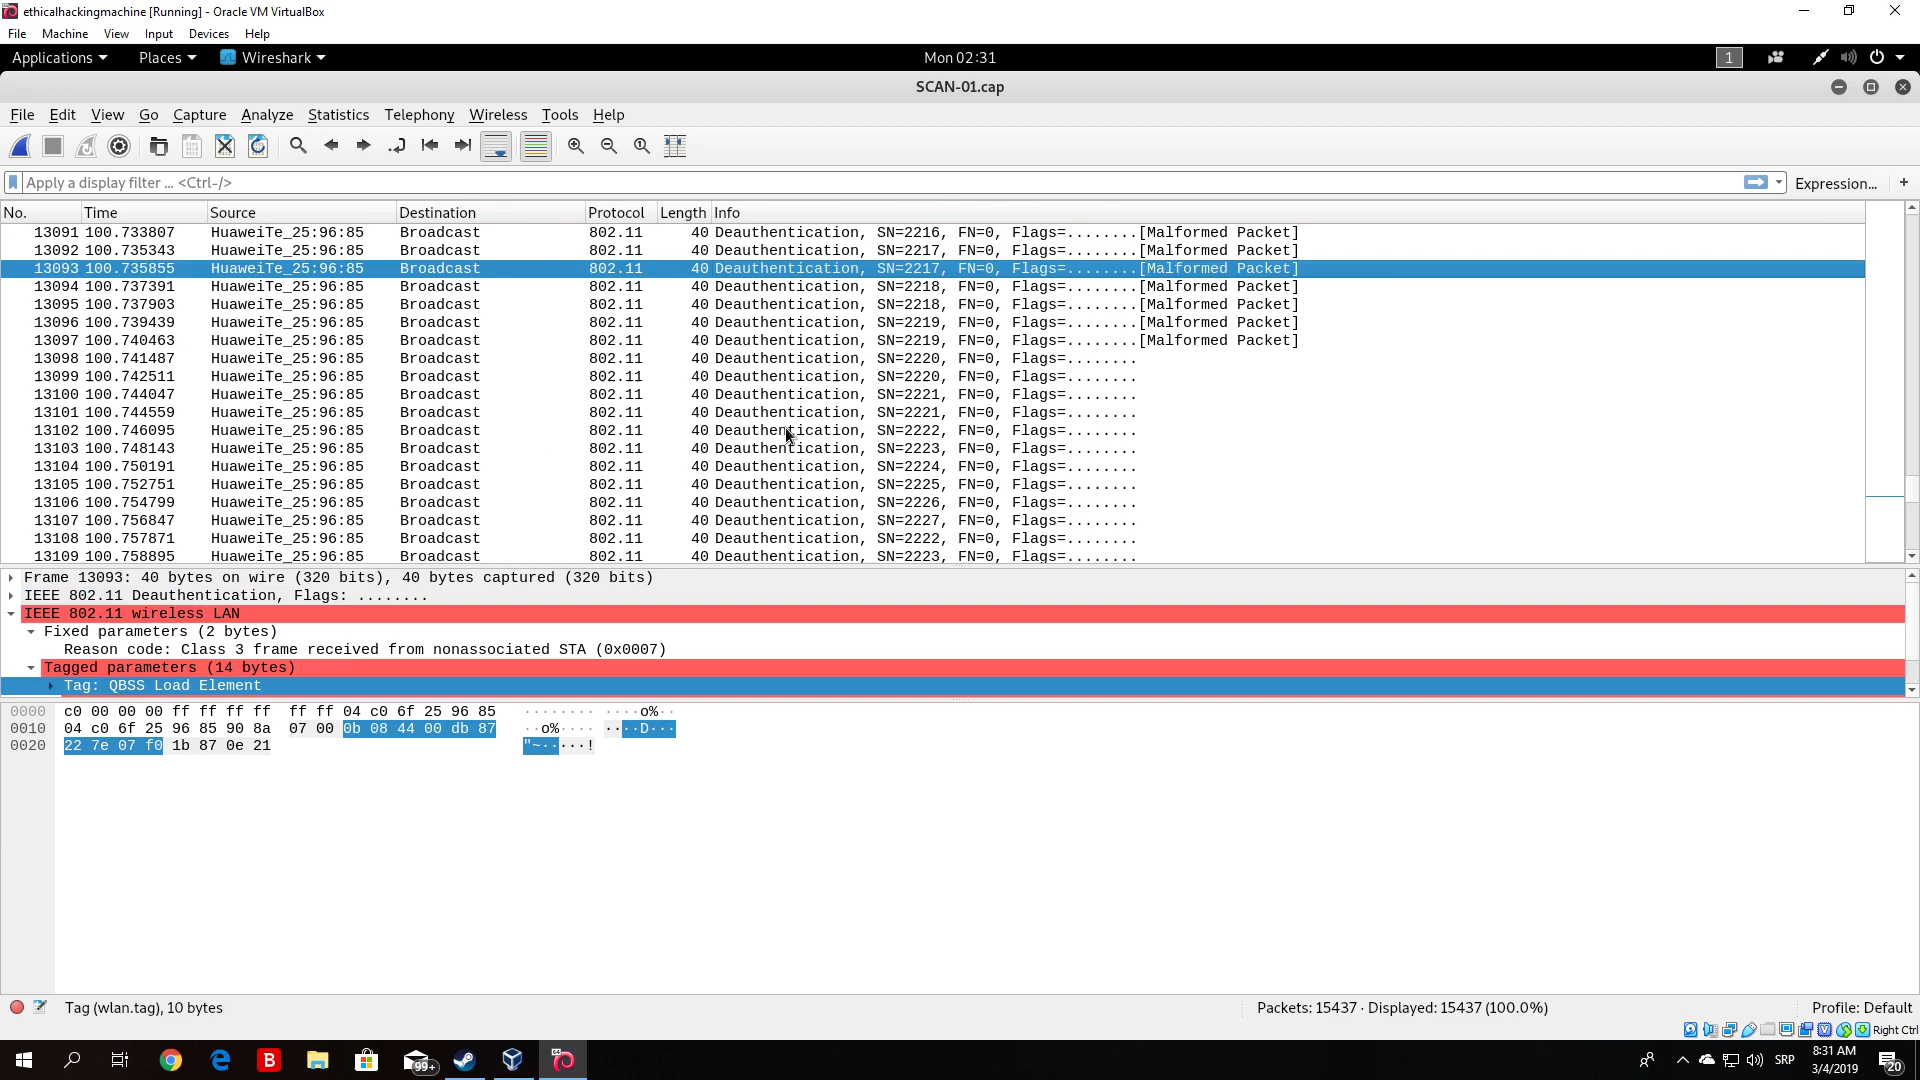 ethicalhackingmachine [Running] - Oracle VM VirtualBox
File Machine View Input Devices Help
Applications Places Wireshark Mon 02:31 1
SCAN-01.cap
File Edit View Go Capture Analyze Statistics Telephony Wireless Tools Help
Apply a display filter ... <Ctrl-/> Expression... +
No. Time Source Destination Protocol Length Info
13091 100.733807 HuaweiTe_25:96:85 Broadcast 802.11 40 Deauthentication, SN=2216, FN=0, Flags=........[Malformed Packet]
13092 100.735343 HuaweiTe_25:96:85 Broadcast 802.11 40 Deauthentication, SN=2217, FN=0, Flags=........[Malformed Packet]
13093 100.735855 HuaweiTe_25:96:85 Broadcast 802.11 40 Deauthentication, SN=2217, FN=0, Flags=........[Malformed Packet]
13094 100.737391 HuaweiTe_25:96:85 Broadcast 802.11 40 Deauthentication, SN=2218, FN=0, Flags=........[Malformed Packet]
13095 100.737903 HuaweiTe_25:96:85 Broadcast 802.11 40 Deauthentication, SN=2218, FN=0, Flags=........[Malformed Packet]
13096 100.739439 HuaweiTe_25:96:85 Broadcast 802.11 40 Deauthentication, SN=2219, FN=0, Flags=........[Malformed Packet]
13097 100.740463 HuaweiTe_25:96:85 Broadcast 802.11 40 Deauthentication, SN=2219, FN=0, Flags=........[Malformed Packet]
13098 100.741487 HuaweiTe_25:96:85 Broadcast 802.11 40 Deauthentication, SN=2220, FN=0, Flags=........
13099 100.742511 HuaweiTe_25:96:85 Broadcast 802.11 40 Deauthentication, SN=2220, FN=0, Flags=........
13100 100.744047 HuaweiTe_25:96:85 Broadcast 802.11 40 Deauthentication, SN=2221, FN=0, Flags=........
13101 100.744559 HuaweiTe_25:96:85 Broadcast 802.11 40 Deauthentication, SN=2221, FN=0, Flags=........
13102 100.746095 HuaweiTe_25:96:85 Broadcast 802.11 40 Deauthentication, SN=2222, FN=0, Flags=........
13103 100.748143 HuaweiTe_25:96:85 Broadcast 802.11 40 Deauthentication, SN=2223, FN=0, Flags=........
13104 100.750191 HuaweiTe_25:96:85 Broadcast 802.11 40 Deauthentication, SN=2224, FN=0, Flags=........
13105 100.752751 HuaweiTe_25:96:85 Broadcast 802.11 40 Deauthentication, SN=2225, FN=0, Flags=........
13106 100.754799 HuaweiTe_25:96:85 Broadcast 802.11 40 Deauthentication, SN=2226, FN=0, Flags=........
13107 100.756847 HuaweiTe_25:96:85 Broadcast 802.11 40 Deauthentication, SN=2227, FN=0, Flags=........
13108 100.757871 HuaweiTe_25:96:85 Broadcast 802.11 40 Deauthentication, SN=2222, FN=0, Flags=........
13109 100.758895 HuaweiTe_25:96:85 Broadcast 802.11 40 Deauthentication, SN=2223, FN=0, Flags=........
Frame 13093: 40 bytes on wire (320 bits), 40 bytes captured (320 bits)
IEEE 802.11 Deauthentication, Flags: ........
IEEE 802.11 wireless LAN
Fixed parameters (2 bytes)
Reason code: Class 3 frame received from nonassociated STA (0x0007)
Tagged parameters (14 bytes)
Tag: QBSS Load Element
0000 c0 00 00 00 ff ff ff ff ff ff 04 c0 6f 25 96 85 ········ ····o%··
0010 04 c0 6f 25 96 85 90 8a 07 00 0b 08 44 00 db 87 ··o%···· ····D···
0020 22 7e 07 f0 1b 87 0e 21 "~·····!
Tag (wlan.tag), 10 bytes Packets: 15437 · Displayed: 15437 (100.0%) Profile: Default
Right Ctrl
99+ SRP 8:31 AM
3/4/2019 20